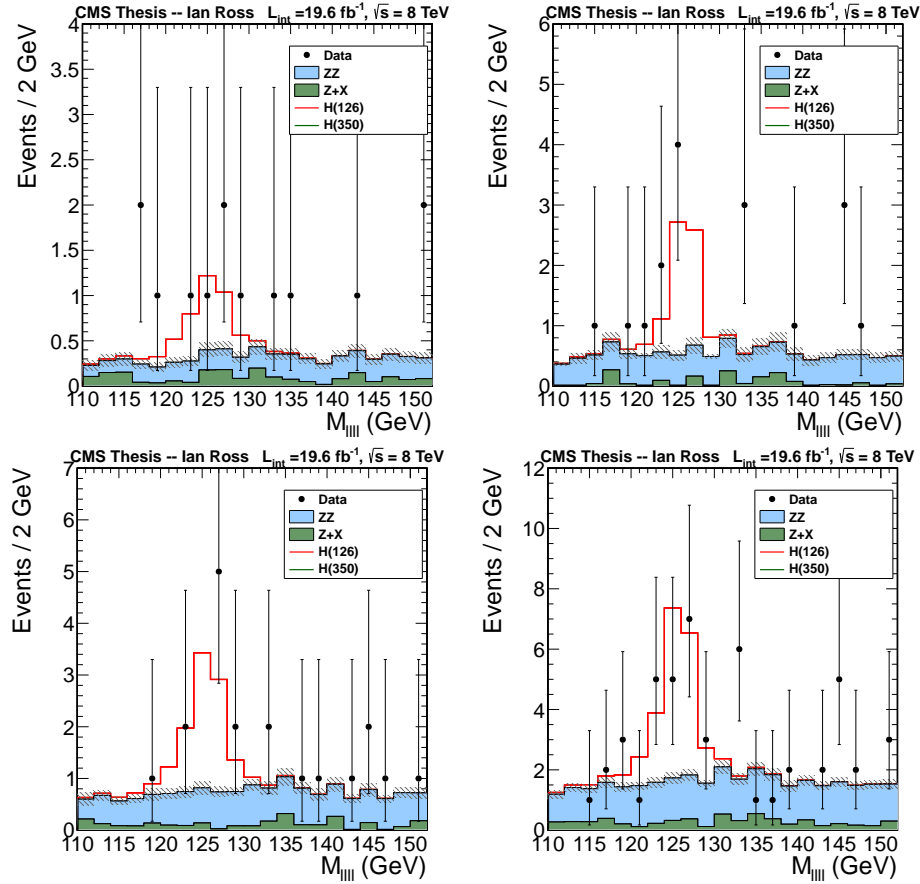 CMS Thesis -- Ian Ross L_int =19.6 fb⁻¹, √s = 8 TeV
Events / 2 GeV
4
3.5
3
2.5
2
1.5
1
0.5
0
Data
ZZ
Z+X
H(126)
H(350)
110 115 120 125 130 135 140 145 150
M_llll (GeV)
CMS Thesis -- Ian Ross L_int =19.6 fb⁻¹, √s = 8 TeV
Events / 2 GeV
6
5
4
3
2
1
0
Data
ZZ
Z+X
H(126)
H(350)
110 115 120 125 130 135 140 145 150
M_llll (GeV)
CMS Thesis -- Ian Ross L_int =19.6 fb⁻¹, √s = 8 TeV
Events / 2 GeV
7
6
5
4
3
2
1
0
Data
ZZ
Z+X
H(126)
H(350)
110 115 120 125 130 135 140 145 150
M_llll (GeV)
CMS Thesis -- Ian Ross L_int =19.6 fb⁻¹, √s = 8 TeV
Events / 2 GeV
12
10
8
6
4
2
0
Data
ZZ
Z+X
H(126)
H(350)
110 115 120 125 130 135 140 145 150
M_llll (GeV)